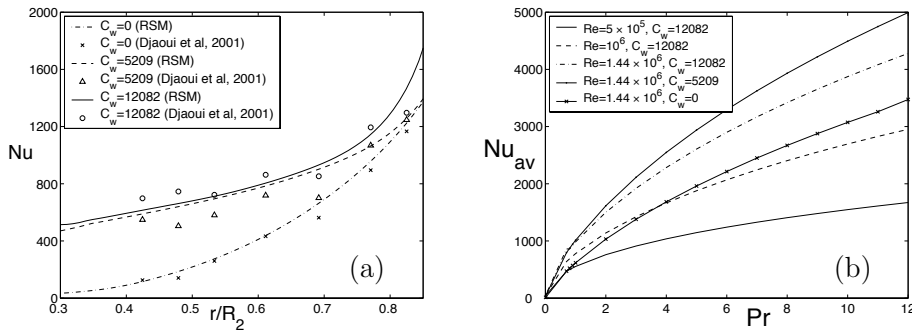 2000
1600
1200
800
400
0
Nu
C_w=0 (RSM)
C_w=0 (Djaoui et al, 2001)
C_w=5209 (RSM)
C_w=5209 (Djaoui et al, 2001)
C_w=12082 (RSM)
C_w=12082 (Djaoui et al, 2001)
(a)
0.3 0.4 0.5 0.6 0.7 0.8
r/R_2
5000
4000
3000
2000
1000
0
Nu_av
Re=5 × 10^5, C_w=12082
Re=10^6, C_w=12082
Re=1.44 × 10^6, C_w=12082
Re=1.44 × 10^6, C_w=5209
Re=1.44 × 10^6, C_w=0
(b)
0 2 4 6 8 10 12
Pr